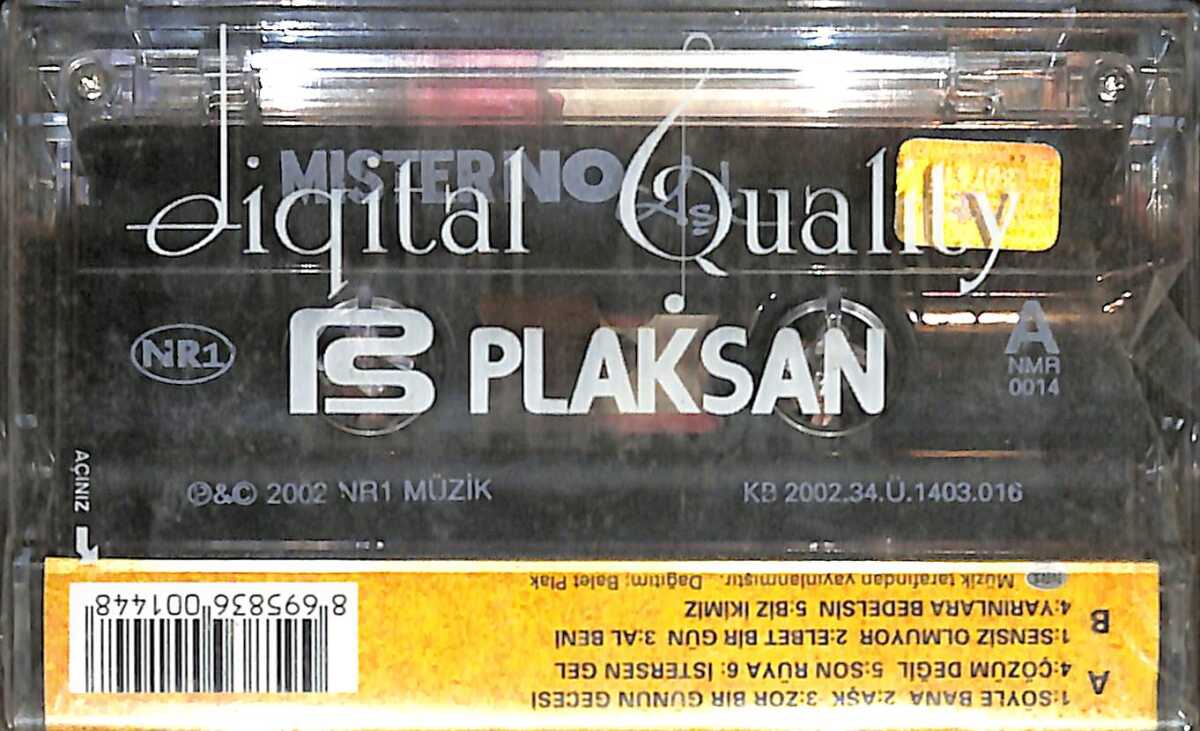 MISTER NO Aşk
digital Quality
NR1
PLAKSAN
A
NMR
0014
AÇINIZ
℗&© 2002 NR1 MÜZİK
KB 2002.34.Ü.1403.016
A
1:SÖYLE BANA 2:AŞK 3:ZOR BİR GÜNÜN GECESİ
4:ÇÖZÜM DEĞİL 5:SON RÜYA 6: İSTERSEN GEL
B
1:SENSİZ OLMUYOR 2:ELBET BİR GÜN 3:AL BENİ
4:YARINLARA BEDELSİN 5:BİZ İKİMİZ
NR1 Müzik tarafından yayınlanmıştır.. Dağıtım; Balet Plak
8 695836 001448